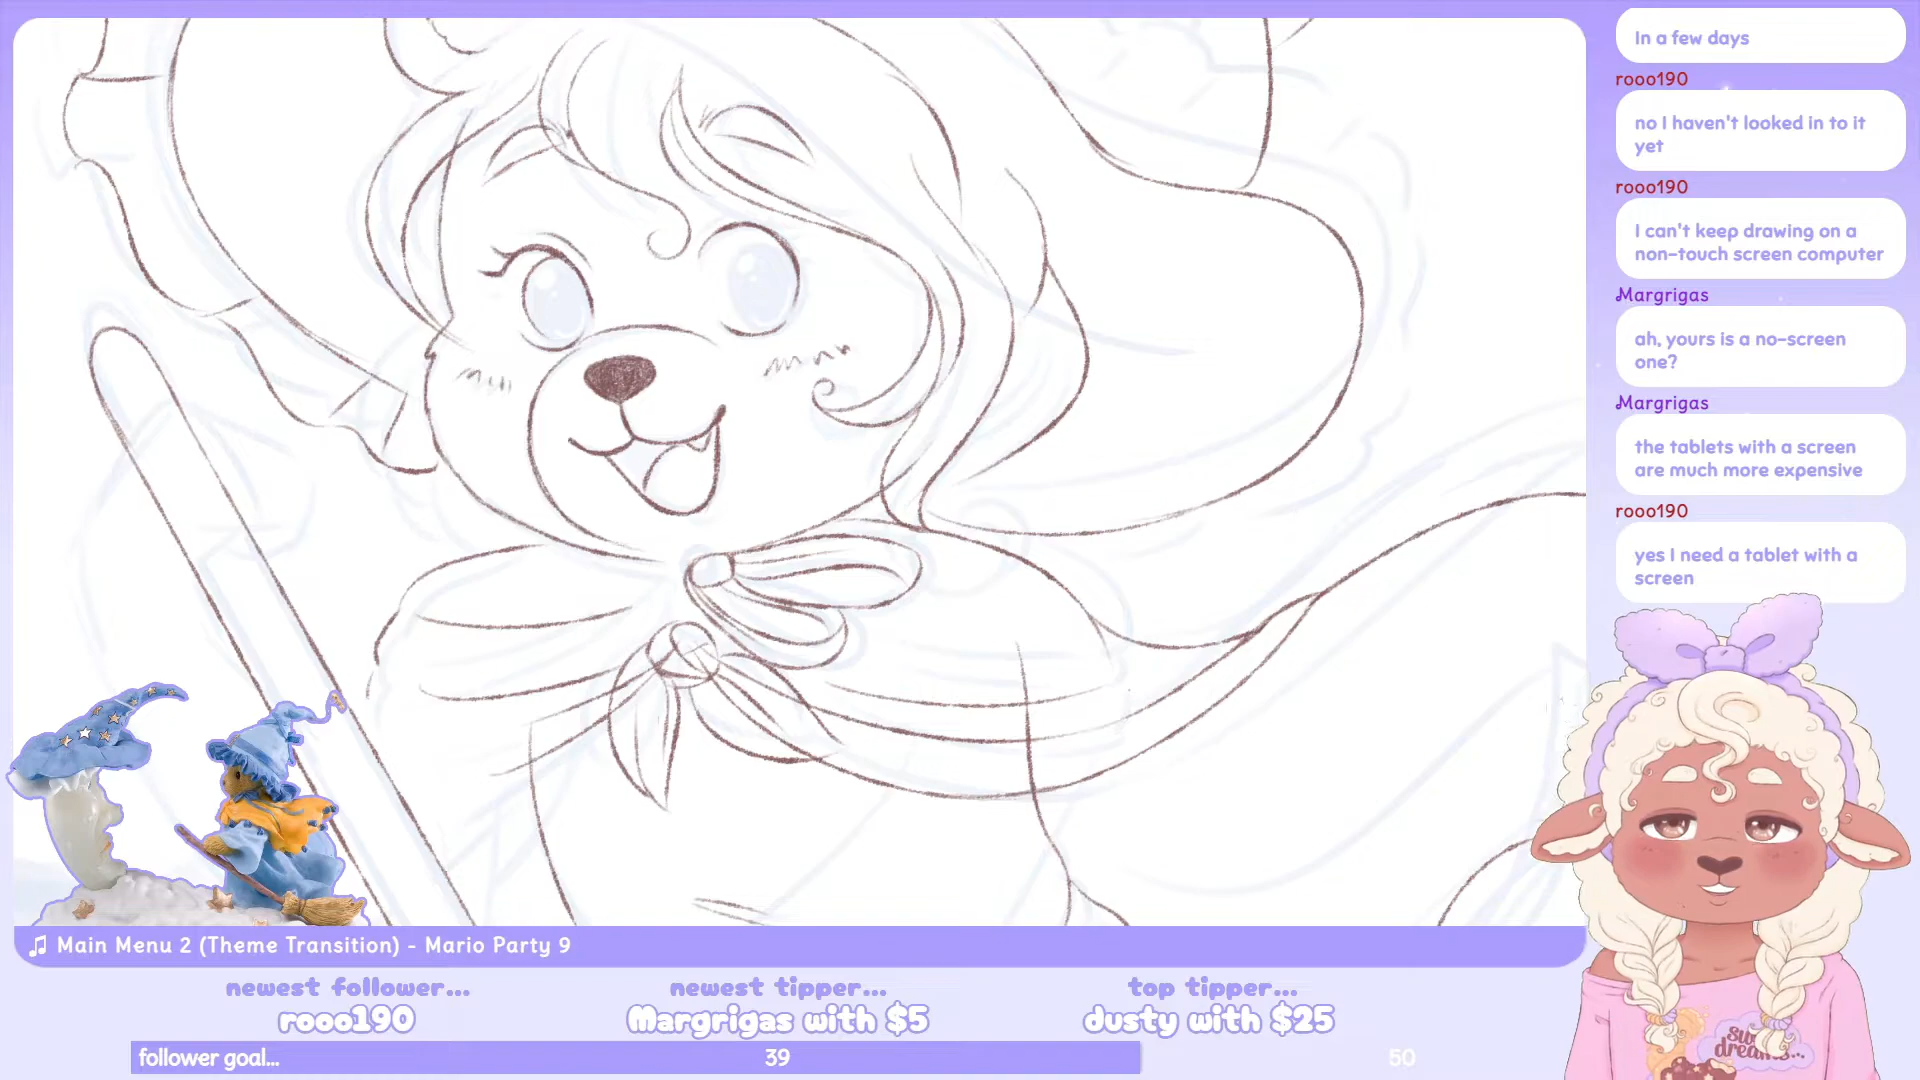 In a few days
rooo190
no I haven't looked in to it
yet
rooo190
I can't keep drawing on a
non-touch screen computer
Margrigas
ah, yours is a no-screen
one?
Margrigas
the tablets with a screen
are much more expensive
rooo190
yes I need a tablet with a
screen
Main Menu 2 (Theme Transition) - Mario Party 9
newest follower...
rooo190
newest tipper...
Margrigas with $5
top tipper...
dusty with $25
follower goal...
39
50
dreams...